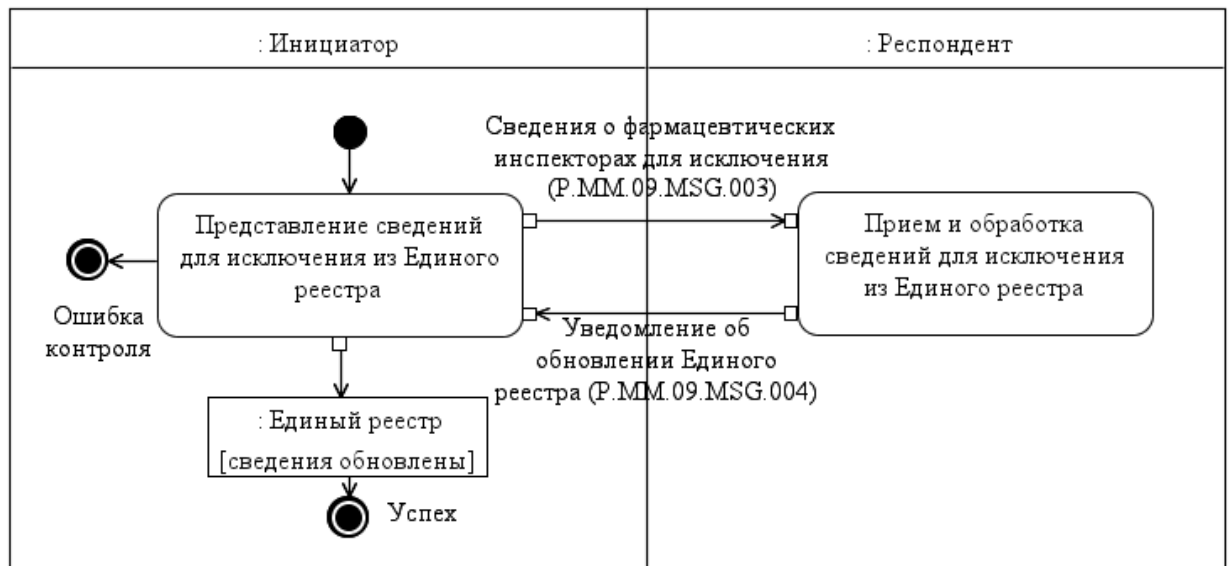 : Инициатор
: Респондент
Сведения о фармацевтических
инспекторах для исключения
(P.MM.09.MSG.003)
Представление сведений
для исключения из Единого
реестра
Прием и обработка
сведений для исключения
из Единого реестра
Ошибка
контроля
Уведомление об
обновлении Единого
реестра (P.MM.09.MSG.004)
: Единый реестр
[сведения обновлены]
Успех